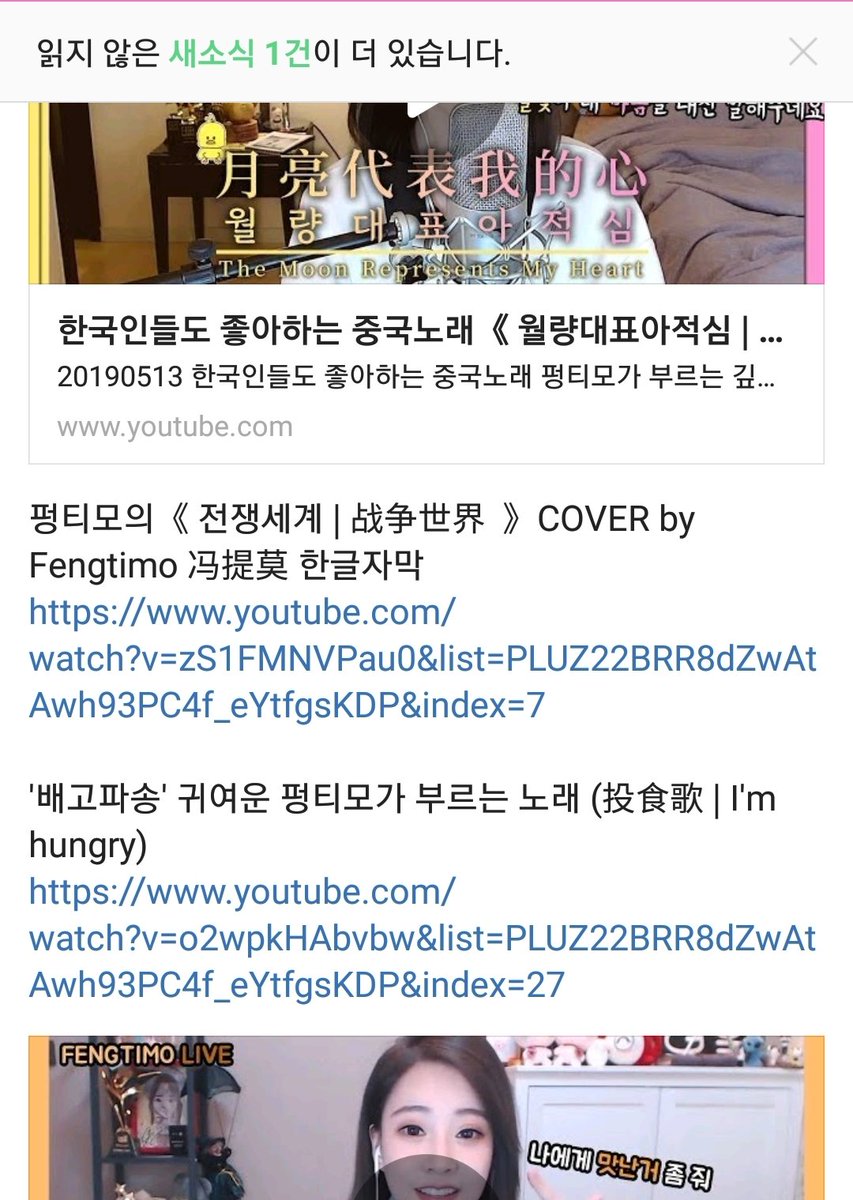 읽지 않은 새소식 1건이 더 있습니다.
月亮代表我的心
월량대표아적심
The Moon Represents My Heart
한국인들도 좋아하는 중국노래《 월량대표아적심 | ...
20190513 한국인들도 좋아하는 중국노래 펑티모가 부르는 깊...
www.youtube.com
펑티모의《 전쟁세계 | 战争世界 》COVER by
Fengtimo 冯提莫 한글자막
https://www.youtube.com/
watch?v=zS1FMNVPau0&list=PLUZ22BRR8dZwAt
Awh93PC4f_eYtfgsKDP&index=7
'배고파송' 귀여운 펑티모가 부르는 노래 (投食歌 | I'm
hungry)
https://www.youtube.com/
watch?v=o2wpkHAbvbw&list=PLUZ22BRR8dZwAt
Awh93PC4f_eYtfgsKDP&index=27
FENGTIMO LIVE
나에게 맛난거 좀 줘